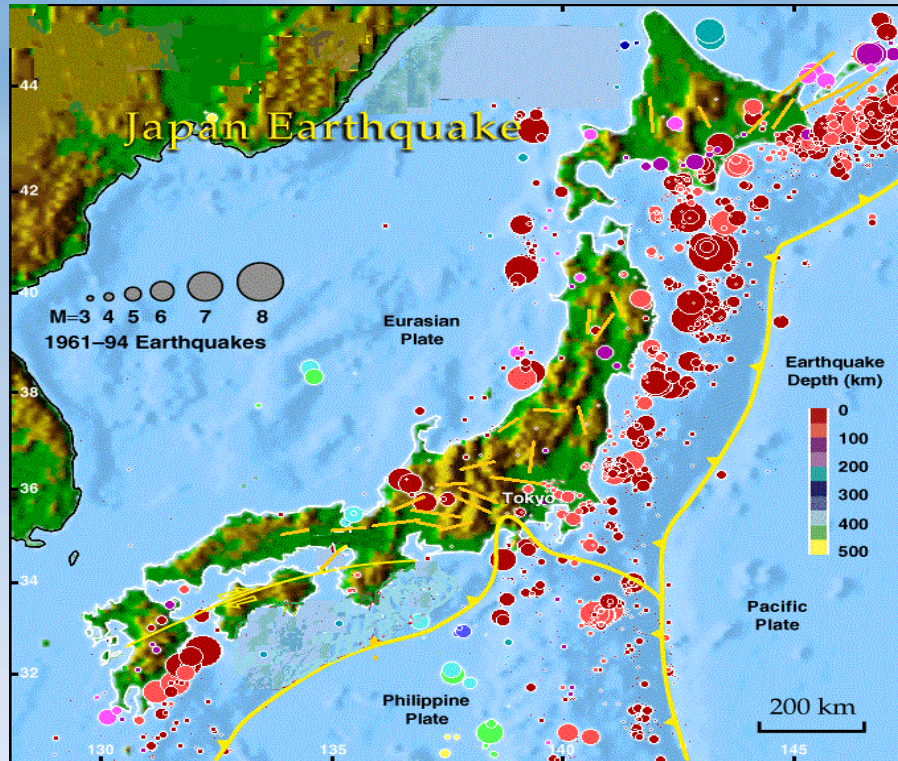 44
Japan Earthquake
42
40
M=3 4 5 6 7 8
1961–94 Earthquakes
Eurasian
Plate
Earthquake
Depth (km)
0
100
200
300
400
500
38
36
Tokyo
34
Pacific
Plate
32
Philippine
Plate
200 km
130
135
140
145